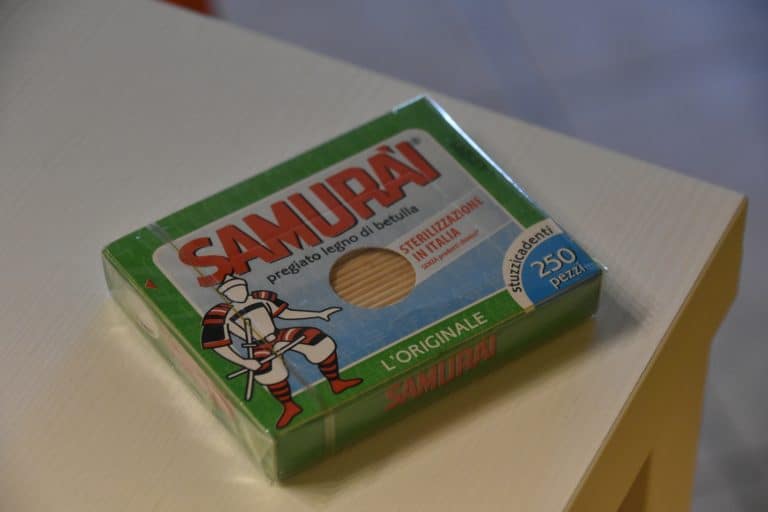 SAMURAI®
pregiato legno di betulla
STERILIZZAZIONE
IN ITALIA
stuzzicadenti
250
pezzi
L'ORIGINALE
SAMURAI